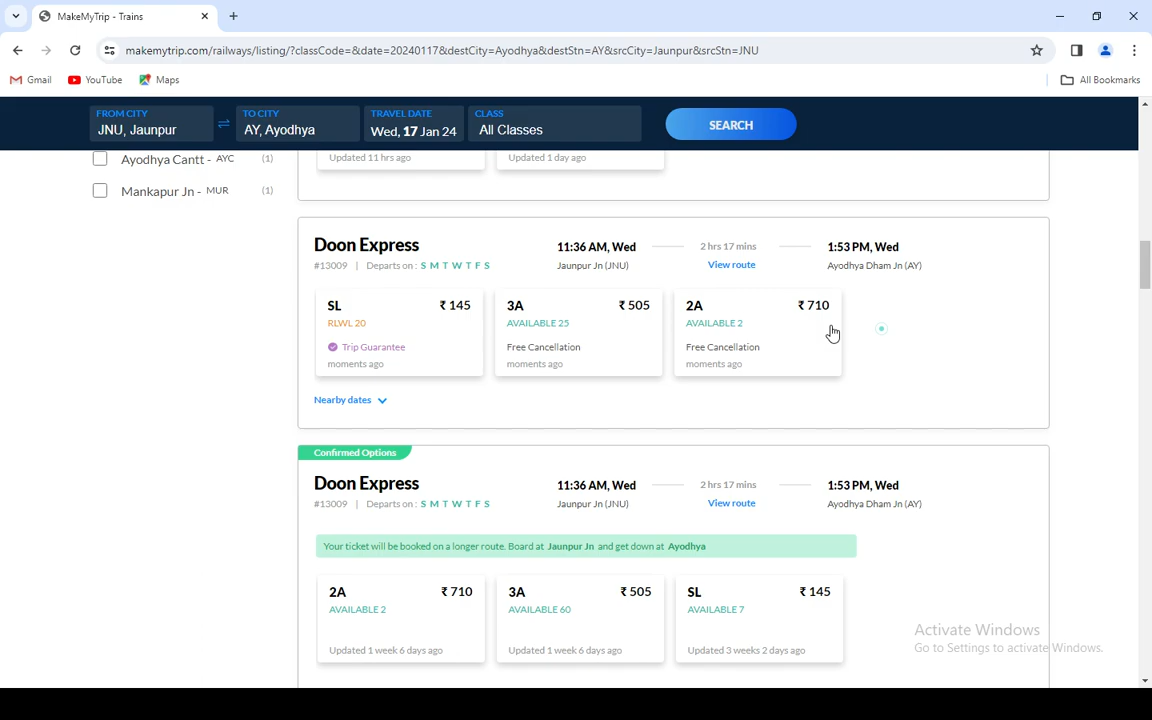 MakeMyTrip - Trains
makemytrip.com/railways/listing/?classCode=&date=20240117&destCity=Ayodhya&destStn=AY&srcCity=Jaunpur&srcStn=JNU
Gmail YouTube Maps All Bookmarks
FROM CITY TO CITY TRAVEL DATE CLASS
JNU, Jaunpur AY, Ayodhya Wed, 17 Jan 24 All Classes SEARCH
Ayodhya Cantt - AYC (1) Updated 11 hrs ago Updated 1 day ago
Mankapur Jn - MUR (1)
Doon Express 11:36 AM, Wed 2 hrs 17 mins 1:53 PM, Wed
#13009 | Departs on : S M T W T F S Jaunpur Jn (JNU) View route Ayodhya Dham Jn (AY)
SL ₹ 145 3A ₹ 505 2A ₹ 710
RLWL 20 AVAILABLE 25 AVAILABLE 2
Trip Guarantee Free Cancellation Free Cancellation
moments ago moments ago moments ago
Nearby dates
Confirmed Options
Doon Express 11:36 AM, Wed 2 hrs 17 mins 1:53 PM, Wed
#13009 | Departs on : S M T W T F S Jaunpur Jn (JNU) View route Ayodhya Dham Jn (AY)
Your ticket will be booked on a longer route. Board at Jaunpur Jn and get down at Ayodhya
2A ₹ 710 3A ₹ 505 SL ₹ 145
AVAILABLE 2 AVAILABLE 60 AVAILABLE 7
Updated 1 week 6 days ago Updated 1 week 6 days ago Updated 3 weeks 2 days ago
Activate Windows
Go to Settings to activate Windows.